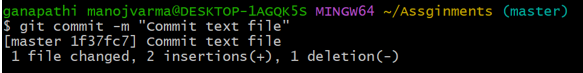 ganapathi manojvarma@DESKTOP-1AGQK5S MINGW64 ~/Assginments (master)
$ git commit -m "Commit text file"
[master 1f37fc7] Commit text file
 1 file changed, 2 insertions(+), 1 deletion(-)